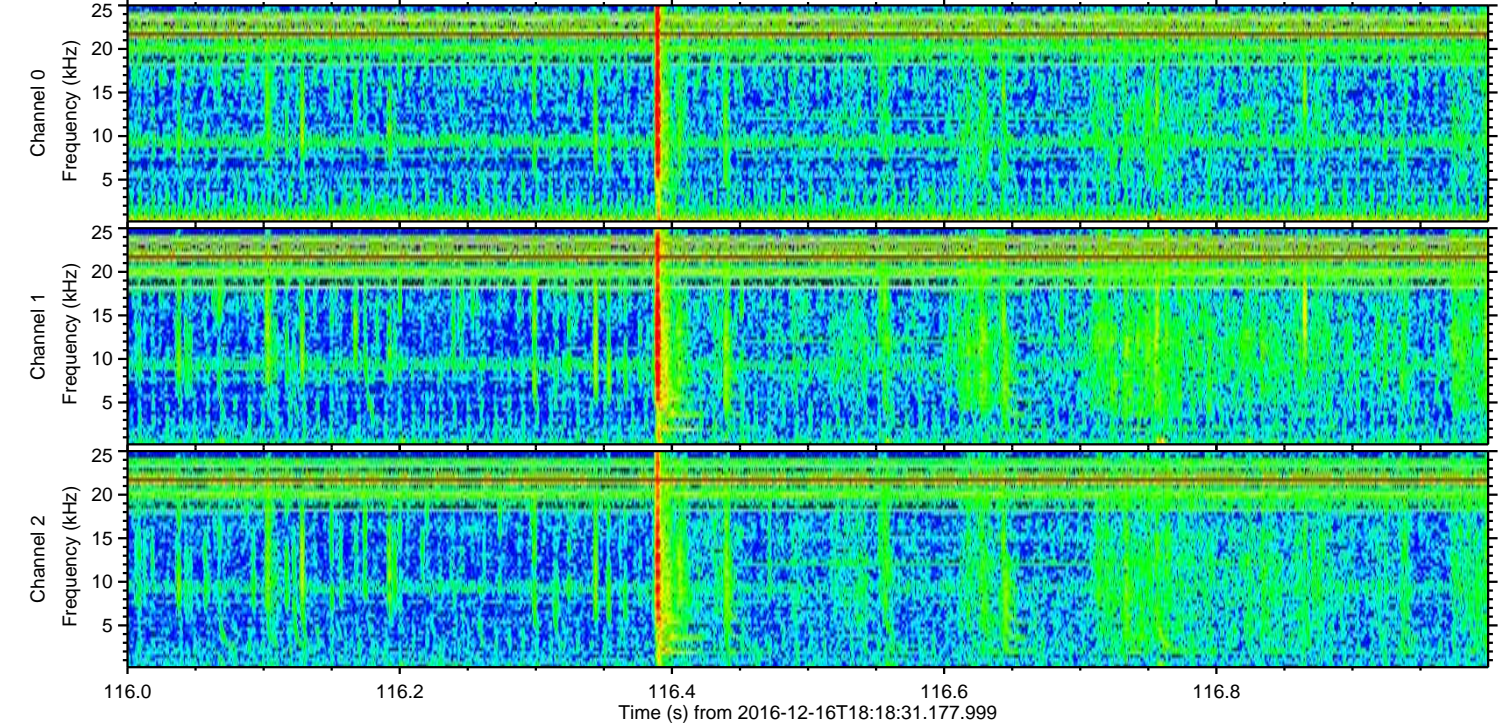 25
20
15
10
5
Channel 0
Frequency (kHz)
25
20
15
10
5
Channel 1
Frequency (kHz)
25
20
15
10
5
Channel 2
Frequency (kHz)
116.0 116.2 116.4 116.6 116.8
Time (s) from 2016-12-16T18:18:31.177.999